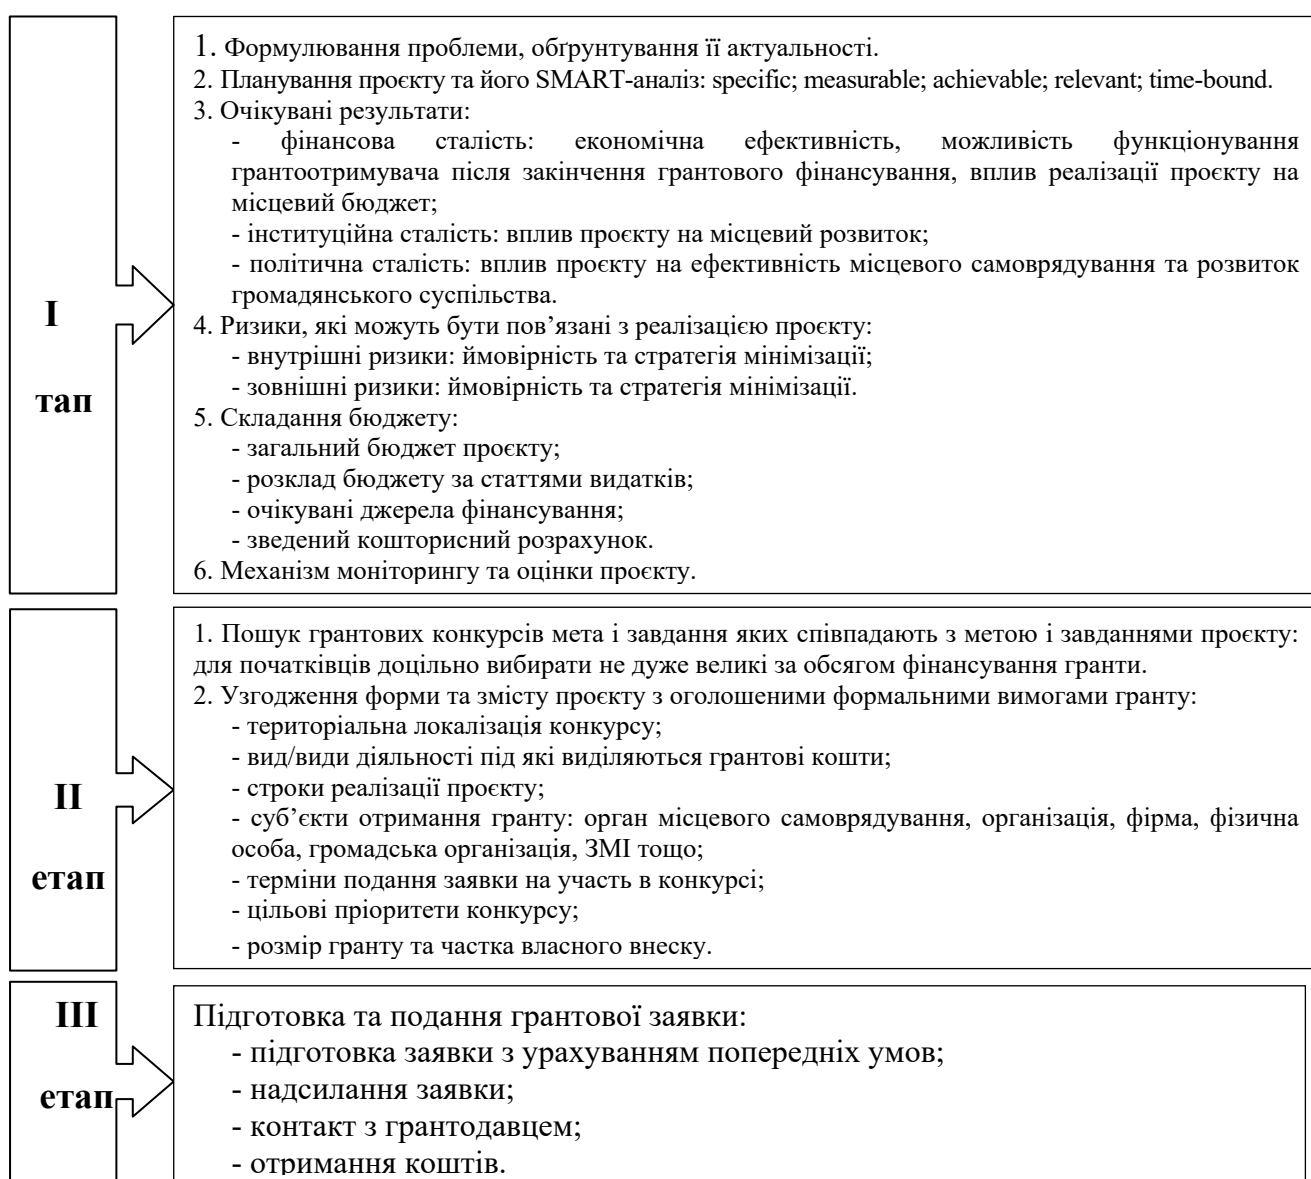 І
тап
1. Формулювання проблеми, обґрунтування її актуальності.
2. Планування проєкту та його SMART-аналіз: specific; measurable; achievable; relevant; time-bound.
3. Очікувані результати:
- фінансова сталість: економічна ефективність, можливість функціонування
грантоотримувача після закінчення грантового фінансування, вплив реалізації проєкту на
місцевий бюджет;
- інституційна сталість: вплив проєкту на місцевий розвиток;
- політична сталість: вплив проєкту на ефективність місцевого самоврядування та розвиток
громадянського суспільства.
4. Ризики, які можуть бути пов’язані з реалізацією проєкту:
- внутрішні ризики: ймовірність та стратегія мінімізації;
- зовнішні ризики: ймовірність та стратегія мінімізації.
5. Складання бюджету:
- загальний бюджет проєкту;
- розклад бюджету за статтями видатків;
- очікувані джерела фінансування;
- зведений кошторисний розрахунок.
6. Механізм моніторингу та оцінки проєкту.
ІІ
етап
1. Пошук грантових конкурсів мета і завдання яких співпадають з метою і завданнями проєкту:
для початківців доцільно вибирати не дуже великі за обсягом фінансування гранти.
2. Узгодження форми та змісту проєкту з оголошеними формальними вимогами гранту:
- територіальна локалізація конкурсу;
- вид/види діяльності під які виділяються грантові кошти;
- строки реалізації проєкту;
- суб’єкти отримання гранту: орган місцевого самоврядування, організація, фірма, фізична
особа, громадська організація, ЗМІ тощо;
- терміни подання заявки на участь в конкурсі;
- цільові пріоритети конкурсу;
- розмір гранту та частка власного внеску.
ІІІ
етап
Підготовка та подання грантової заявки:
- підготовка заявки з урахуванням попередніх умов;
- надсилання заявки;
- контакт з грантодавцем;
- отримання коштів.